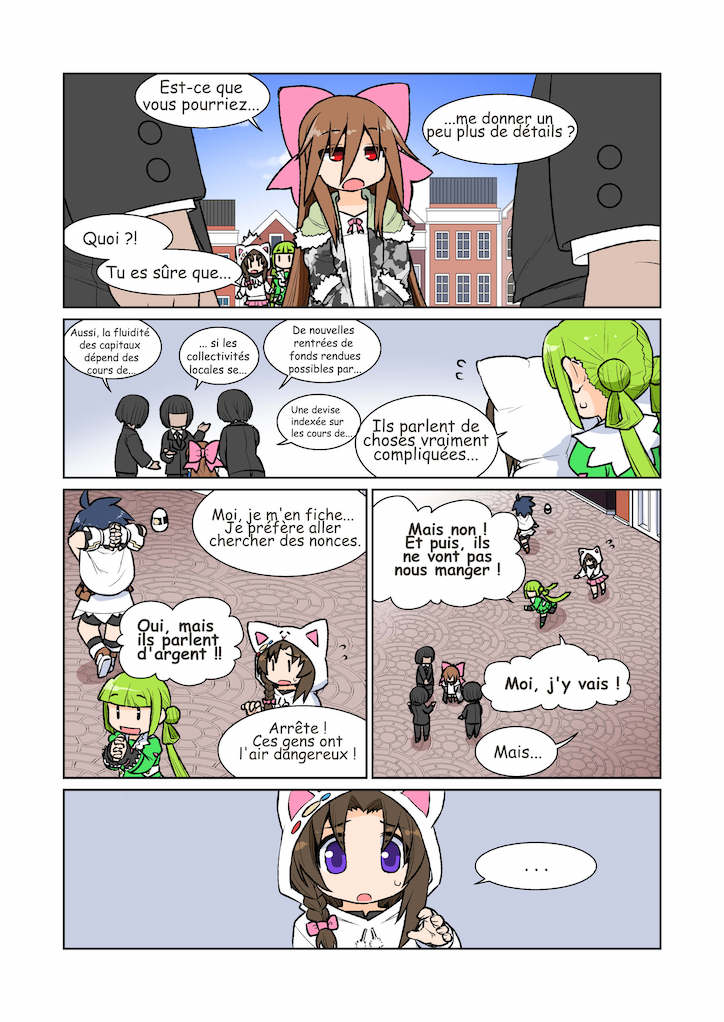 Est-ce que
vous pourriez...
...me donner un
peu plus de détails ?
Quoi ?!
Tu es sûre que...
Aussi, la fluidité
des capitaux
dépend des
cours de...
... si les
collectivités
locales se...
De nouvelles
rentrées de
fonds rendues
possibles par...
Une devise
indexée sur
les cours de...
Ils parlent de
choses vraiment
compliquées...
Moi, je m'en fiche...
Je préfère aller
chercher des nonces.
Oui, mais
ils parlent
d'argent !!
Arrête !
Ces gens ont
l'air dangereux !
Mais non !
Et puis, ils
ne vont pas
nous manger !
Moi, j'y vais !
Mais...
...